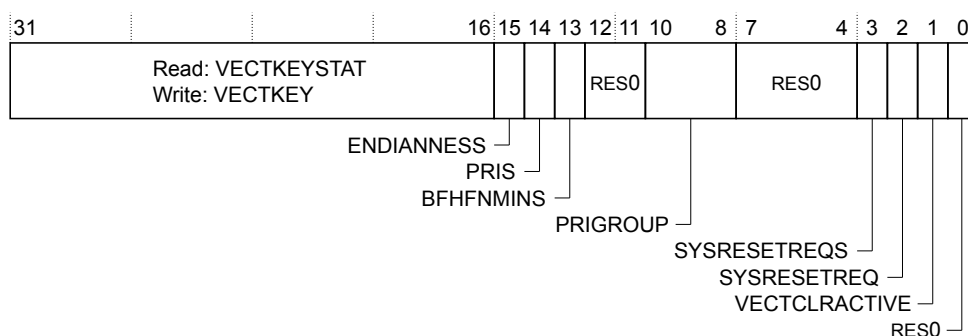 31 16 15 14 13 12 11 10 8 7 4 3 2 1 0
Read: VECTKEYSTAT
Write: VECTKEY
RES0 RES0
ENDIANNESS
PRIS
BFHFNMINS
PRIGROUP
SYSRESETREQS
SYSRESETREQ
VECTCLRACTIVE
RES0